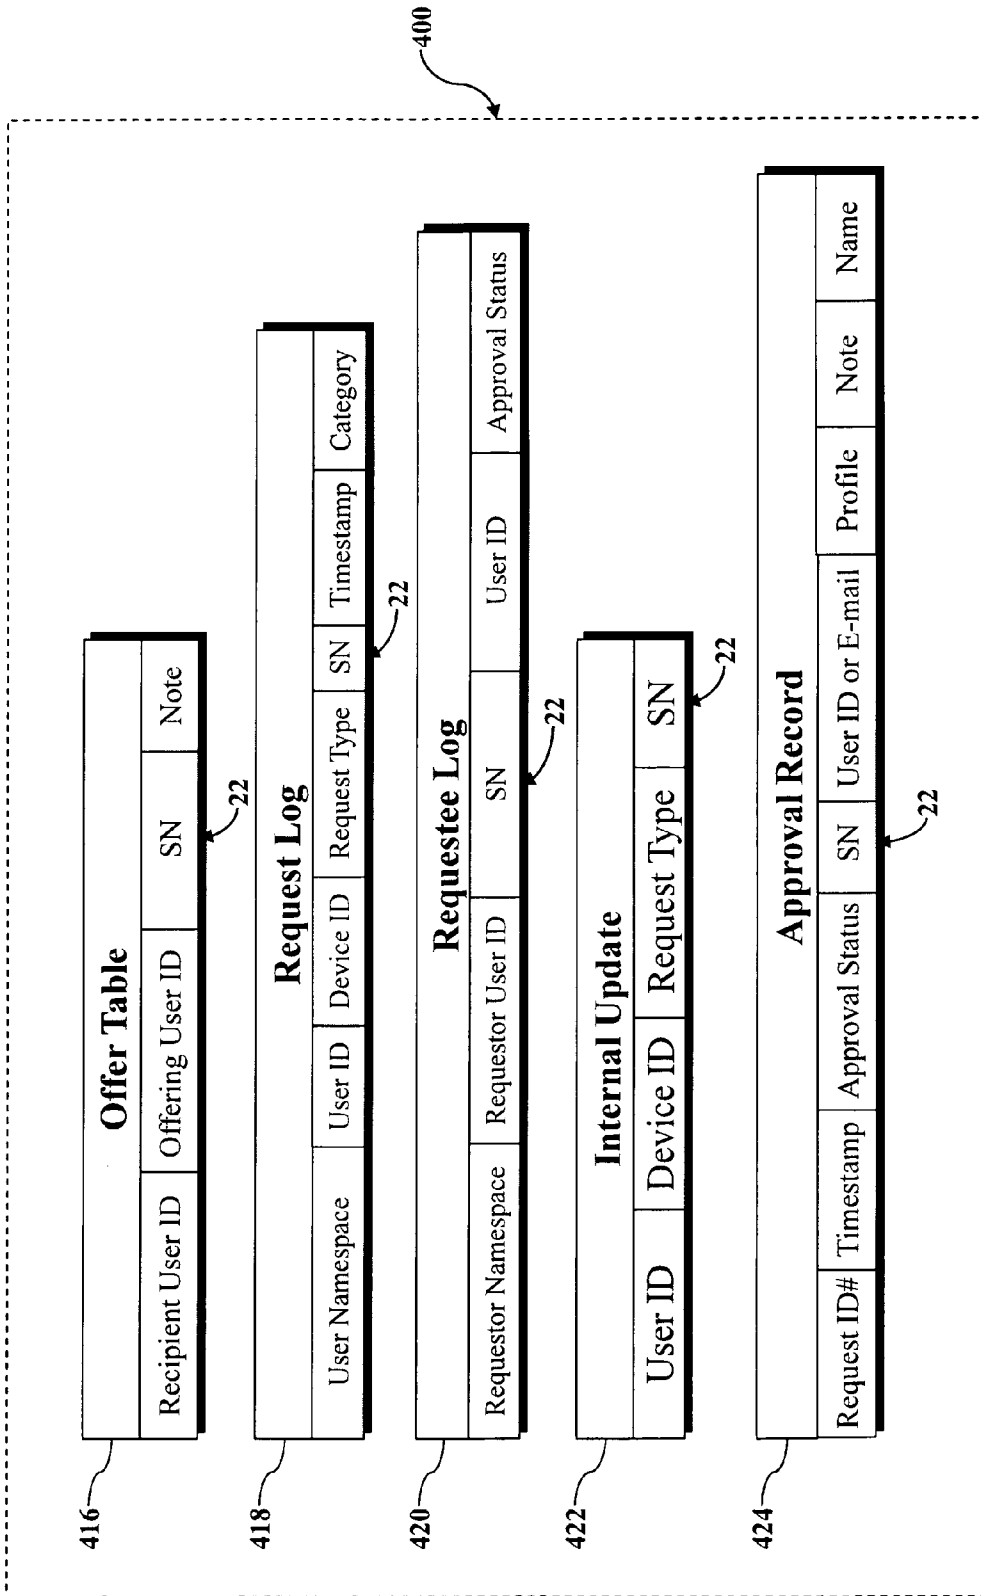 400
416
Offer Table
Recipient User ID Offering User ID SN Note
22
418
Request Log
User Namespace User ID Device ID Request Type SN Timestamp Category
22
420
Requestee Log
Requestor Namespace Requestor User ID SN User ID Approval Status
22
422
Internal Update
User ID Device ID Request Type SN
22
424
Approval Record
Request ID# Timestamp Approval Status SN User ID or E-mail Profile Note Name
22